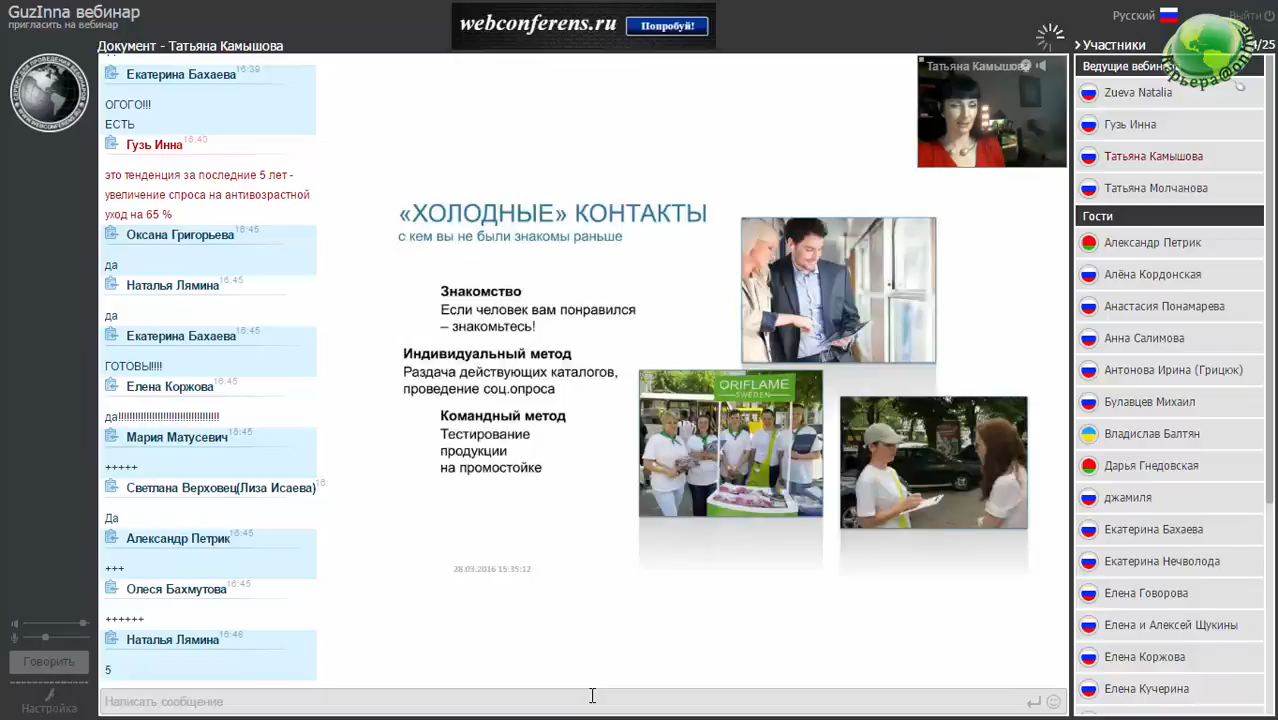 GuzInna вебинар
пригласить на вебинар
webconferens.ru
Попробуй!
Русский
Выйти
Документ - Татьяна Камышова
Екатерина Бахаева 16:39
ОГОГО!!!
ЕСТЬ
Гузь Инна 16:40
это тенденция за последние 5 лет -
увеличение спроса на антивозрастной
уход на 65 %
Оксана Григорьева 16:45
да
Наталья Лямина 16:45
да
Екатерина Бахаева 16:45
ГОТОВЫ!!!!
Елена Коржова 16:45
да!!!!!!!!!!!!!!!!!!!!!!!!!!!!!!!!!!!
Мария Матусевич 16:45
+++++
Светлана Верховец(Лиза Исаева) 16:
Да
Александр Петрик 16:45
+++
Олеся Бахмутова 16:45
++++++
Наталья Лямина 16:48
5
Написать сообщение
Говорить
Настройка
Татьяна Камышова
«ХОЛОДНЫЕ» КОНТАКТЫ
с кем вы не были знакомы раньше
Знакомство
Если человек вам понравился
– знакомьтесь!
Индивидуальный метод
Раздача действующих каталогов,
проведение соц.опроса
Командный метод
Тестирование
продукции
на промостойке
ORIFLAME
SWEDEN
28.03.2016 15:35:12
Участники
/25
Ведущие
Zueva Natalia
Гузь Инна
Татьяна Камышова
Татьяна Молчанова
Гости
Александр Петрик
Алёна Кордонская
Анастасия Понамарева
Анна Салимова
Антонова Ирина (Грицюк)
Булавцев Михаил
Владислав Балтян
Дарья Гнедовская
джамиля
Екатерина Бахаева
Екатерина Нечволода
Елена Говорова
Елена и Алексей Щукины
Елена Коржова
Елена Кучерина